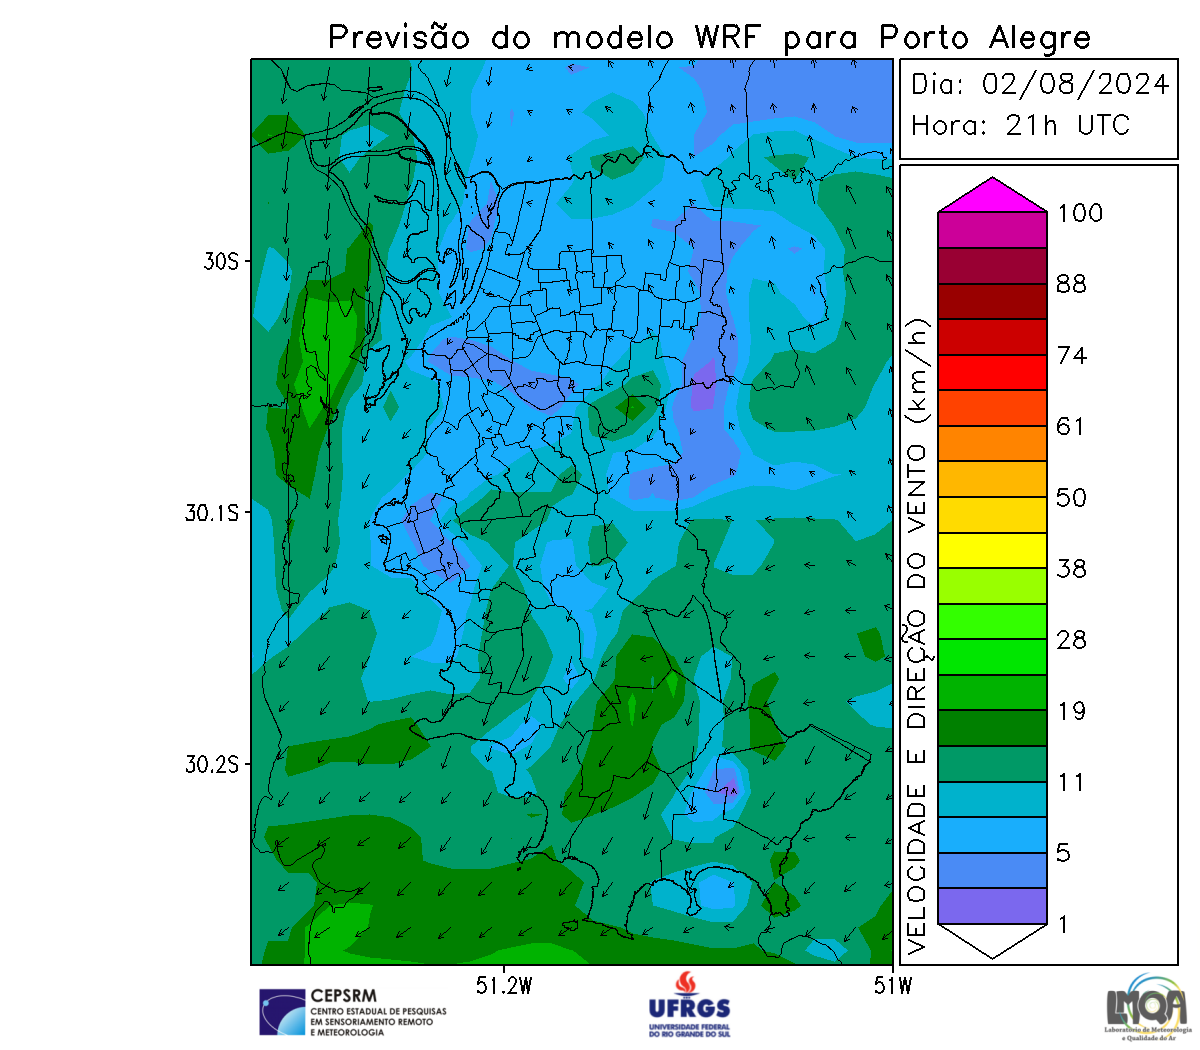 Previsão do modelo WRF para Porto Alegre
Dia: 02/08/2024
Hora: 21h UTC
VELOCIDADE E DIREÇÃO DO VENTO (km/h)
100
88
74
61
50
38
28
19
11
5
1
30S
30.1S
30.2S
51.2W
51W
CEPSRM
CENTRO ESTADUAL DE PESQUISAS
EM SENSORIAMENTO REMOTO
E METEOROLOGIA
UFRGS
UNIVERSIDADE FEDERAL
DO RIO GRANDE DO SUL
LMQA
Laboratório de Meteorologia
e Qualidade do Ar